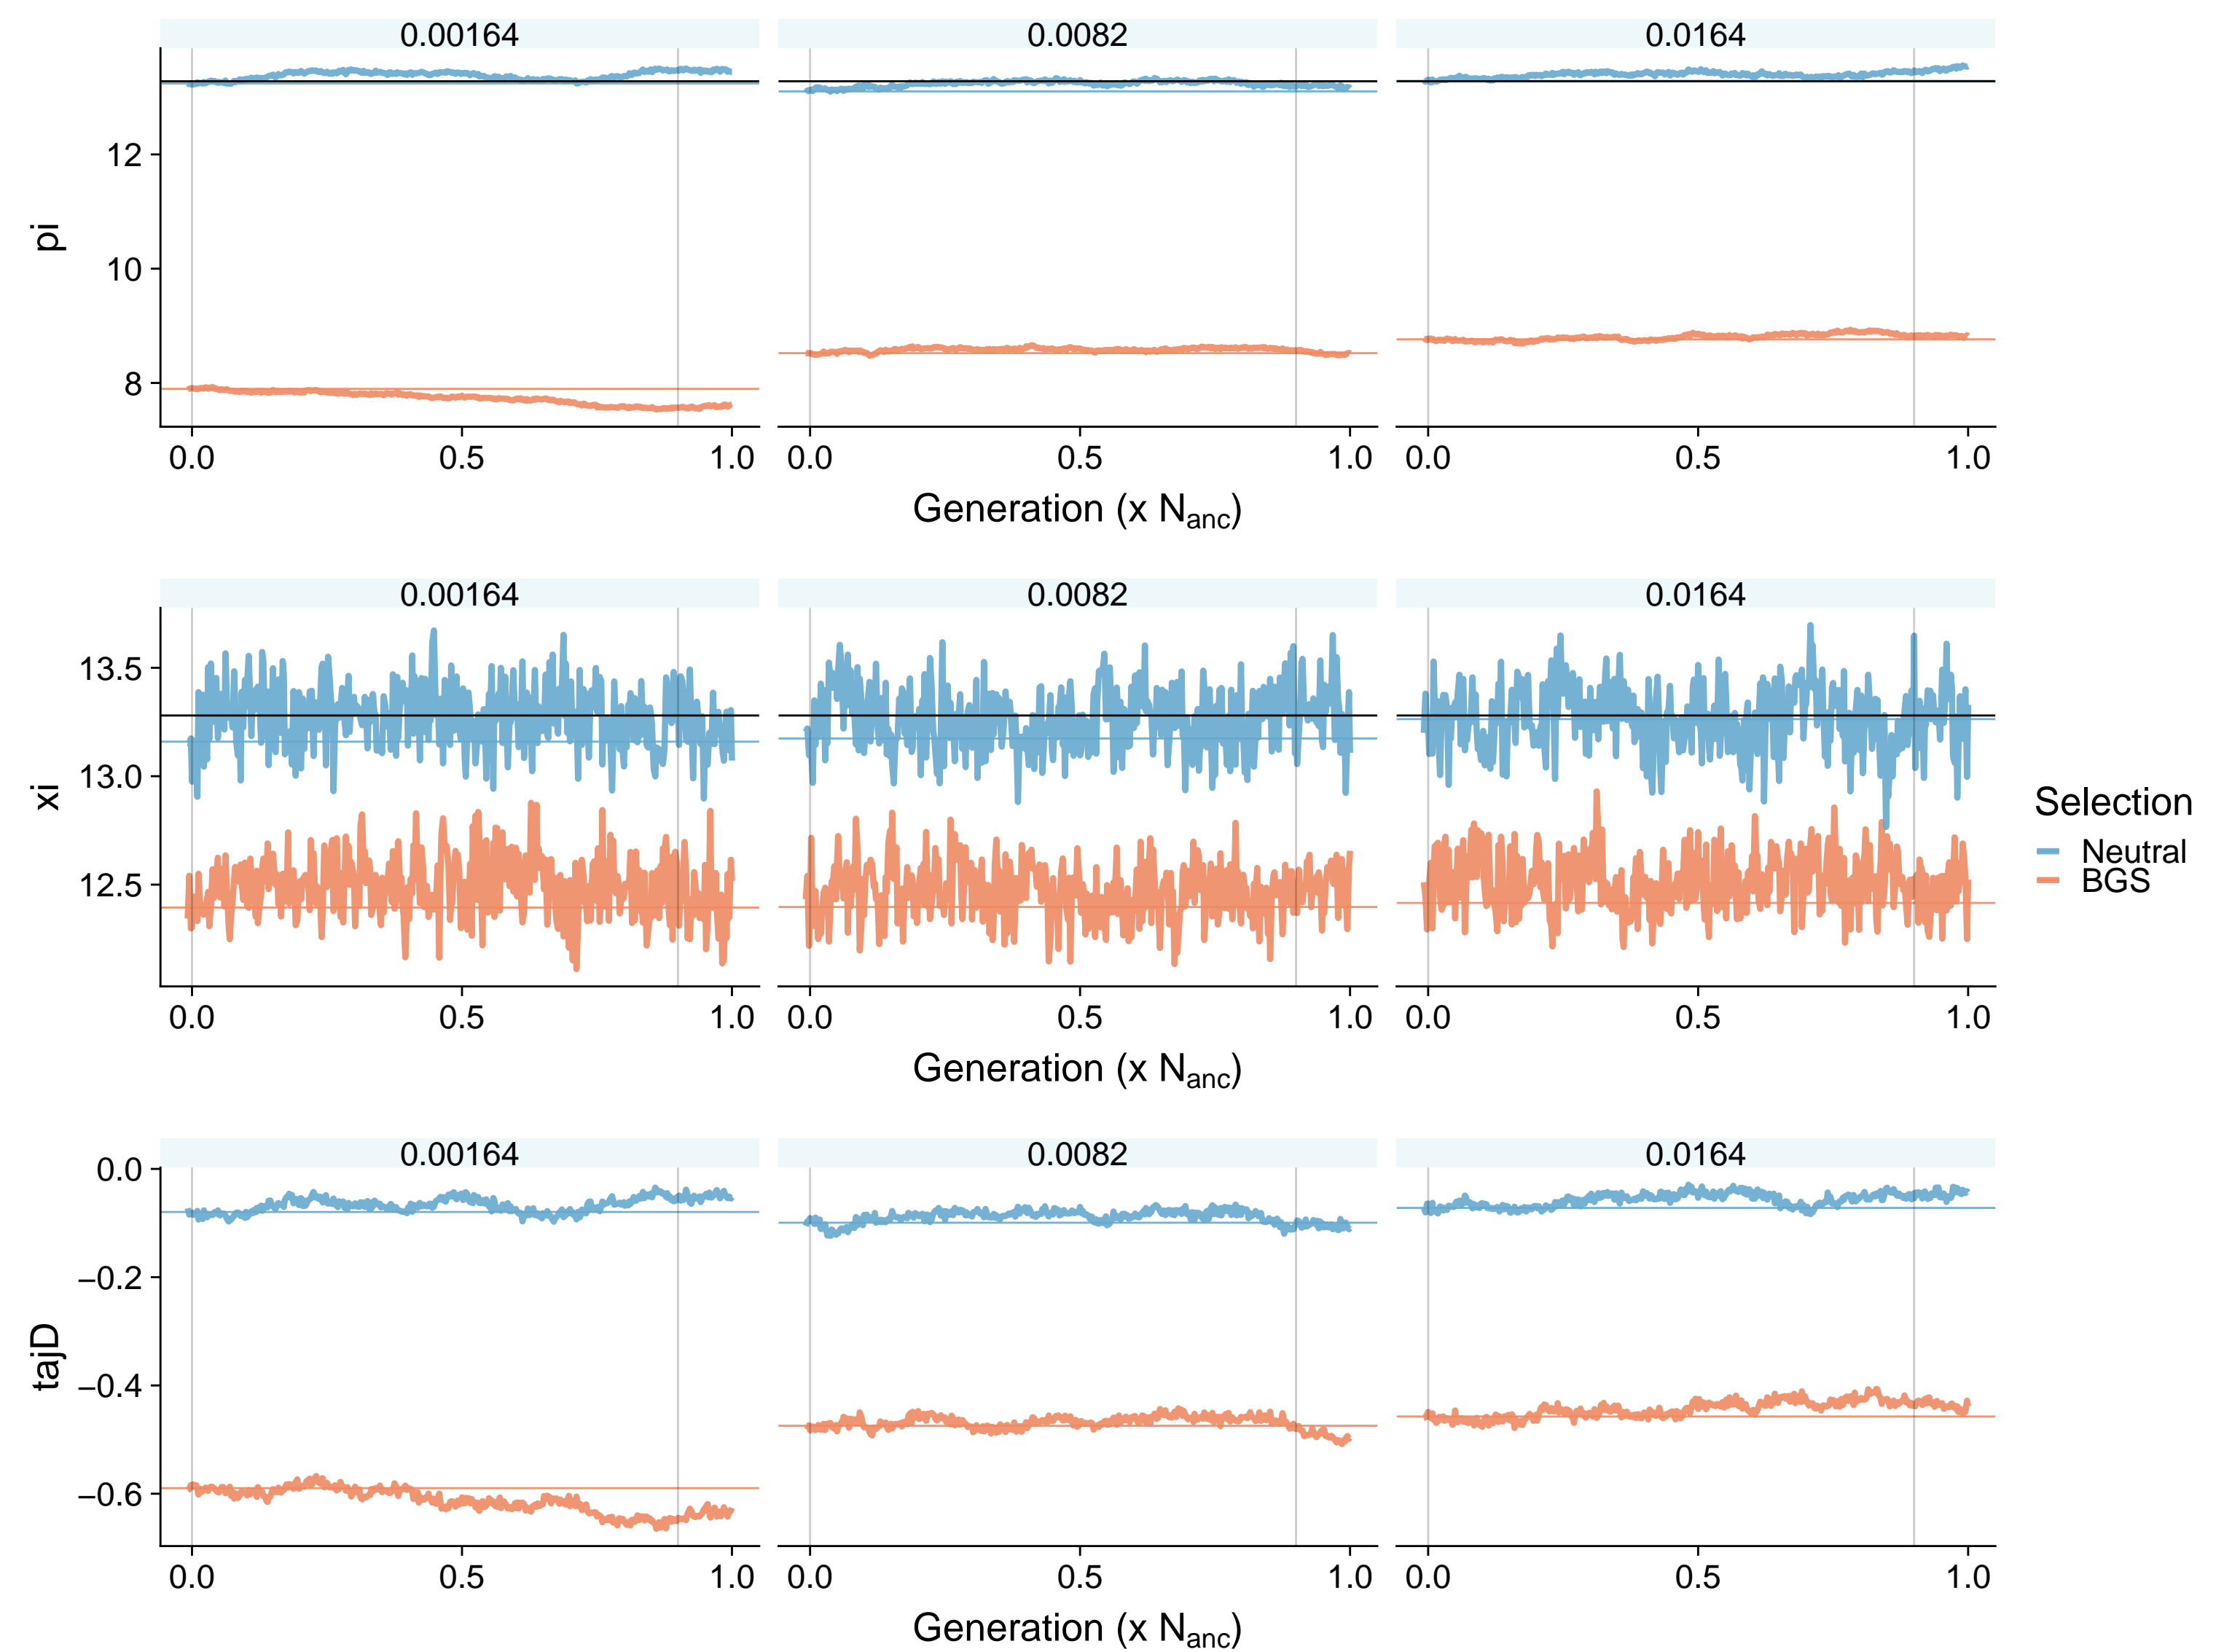 0.00164 0.0082 0.0164
pi
12
10
8
0.0 0.5 1.0 0.0 0.5 1.0 0.0 0.5 1.0
Generation (x Nanc)
0.00164 0.0082 0.0164
xi
13.5
13.0
12.5
0.0 0.5 1.0 0.0 0.5 1.0 0.0 0.5 1.0
Generation (x Nanc)
Selection
Neutral
BGS
0.00164 0.0082 0.0164
tajD
0.0
−0.2
−0.4
−0.6
0.0 0.5 1.0 0.0 0.5 1.0 0.0 0.5 1.0
Generation (x Nanc)